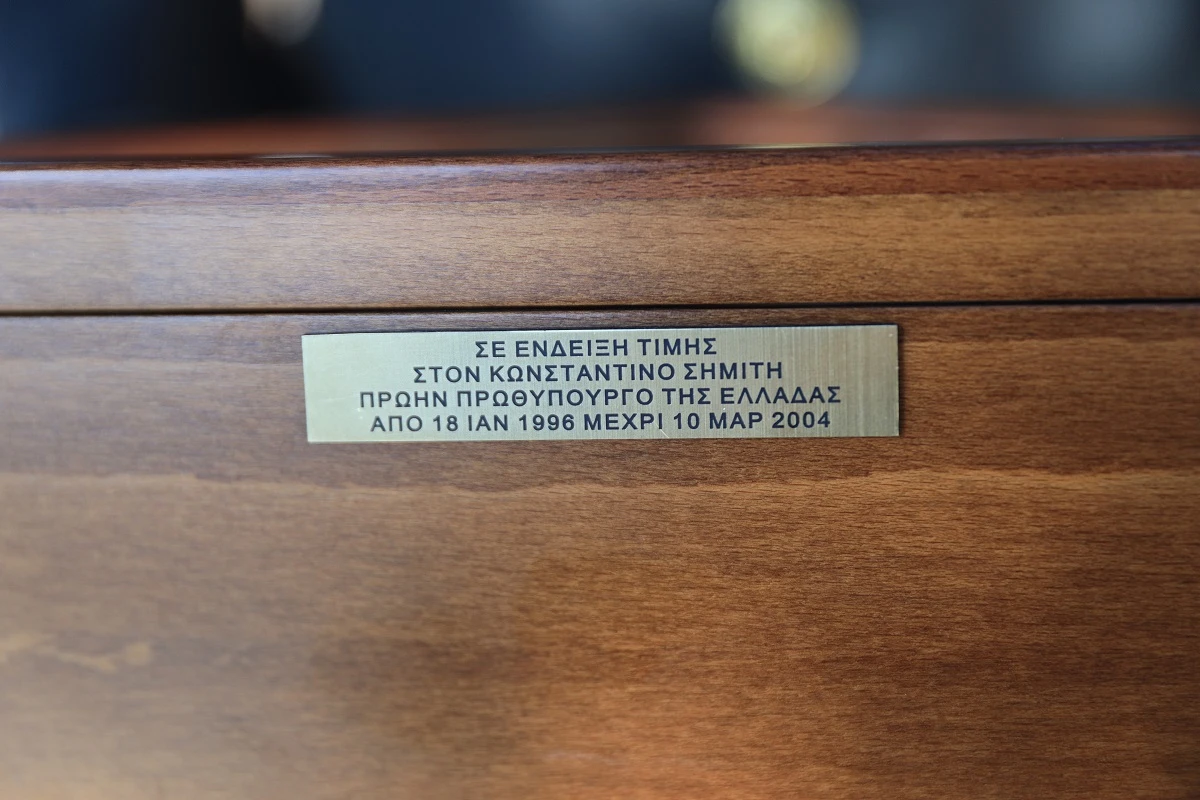 ΣΕ ΕΝΔΕΙΞΗ ΤΙΜΗΣ
ΣΤΟΝ ΚΩΝΣΤΑΝΤΙΝΟ ΣΗΜΙΤΗ
ΠΡΩΗΝ ΠΡΩΘΥΠΟΥΡΓΟ ΤΗΣ ΕΛΛΑΔΑΣ
ΑΠΟ 18 ΙΑΝ 1996 ΜΕΧΡΙ 10 ΜΑΡ 2004